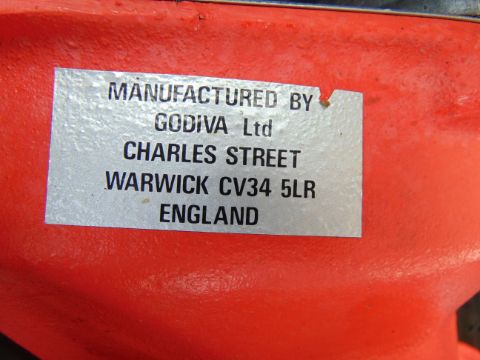 MANUFACTURED BY
GODIVA Ltd
CHARLES STREET
WARWICK CV34 5LR
ENGLAND